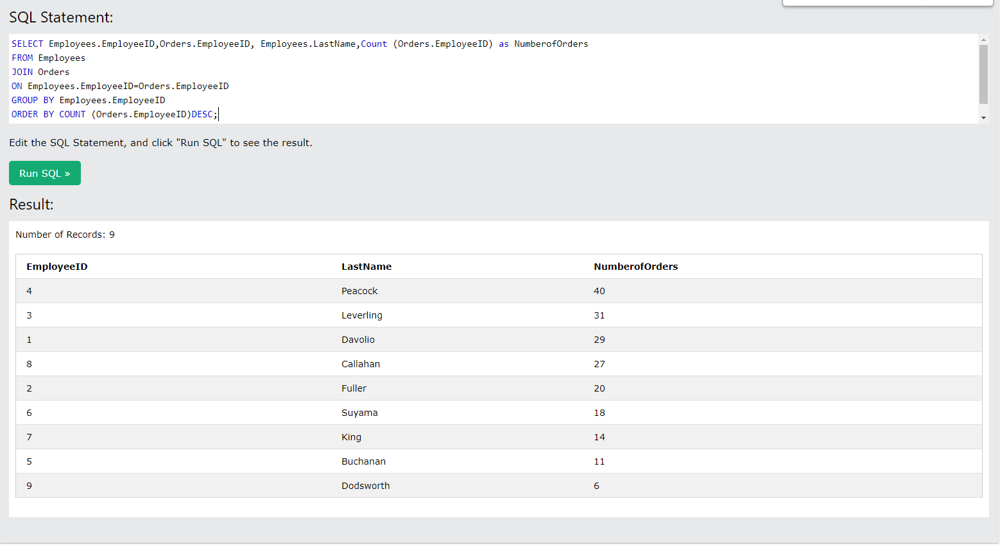 SQL Statement:
SELECT Employees.EmployeeID,Orders.EmployeeID, Employees.LastName,Count (Orders.EmployeeID) as NumberofOrders
FROM Employees
JOIN Orders
ON Employees.EmployeeID=Orders.EmployeeID
GROUP BY Employees.EmployeeID
ORDER BY COUNT (Orders.EmployeeID)DESC;
Edit the SQL Statement, and click "Run SQL" to see the result.
Run SQL »
Result:
Number of Records: 9
EmployeeID LastName NumberofOrders
4 Peacock 40
3 Leverling 31
1 Davolio 29
8 Callahan 27
2 Fuller 20
6 Suyama 18
7 King 14
5 Buchanan 11
9 Dodsworth 6